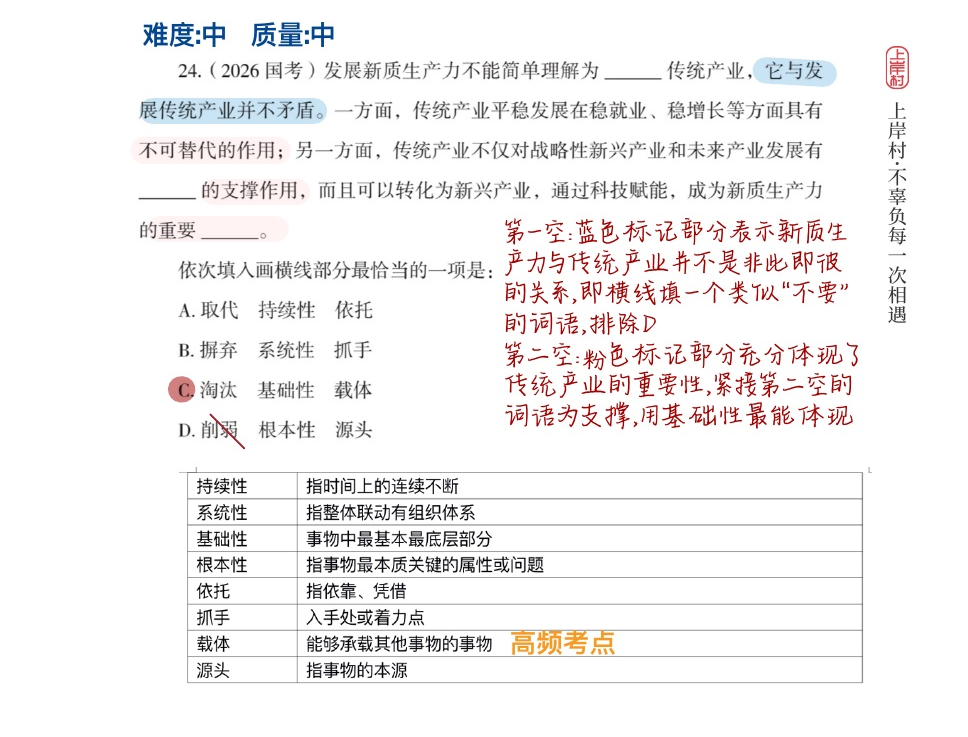 难度:中 质量:中
24.（2026 国考）发展新质生产力不能简单理解为 ______ 传统产业，它与发
展传统产业并不矛盾。一方面，传统产业平稳发展在稳就业、稳增长等方面具有
不可替代的作用；另一方面，传统产业不仅对战略性新兴产业和未来产业发展有
______ 的支撑作用，而且可以转化为新兴产业，通过科技赋能，成为新质生产力
的重要 ______。
依次填入画横线部分最恰当的一项是：
A. 取代 持续性 依托
B. 摒弃 系统性 抓手
C. 淘汰 基础性 载体
D. 削弱 根本性 源头
第一空:蓝色标记部分表示新质生
产力与传统产业并不是非此即彼
的关系,即横线填一个类似“不要”
的词语,排除D
第二空:粉色标记部分充分体现了
传统产业的重要性,紧接第二空的
词语为支撑,用基础性最能体现
上岸村
上岸村·不辜负每一次相遇
持续性 指时间上的连续不断
系统性 指整体联动有组织体系
基础性 事物中最基本最底层部分
根本性 指事物最本质关键的属性或问题
依托 指依靠、凭借
抓手 入手处或着力点
载体 能够承载其他事物的事物 高频考点
源头 指事物的本源